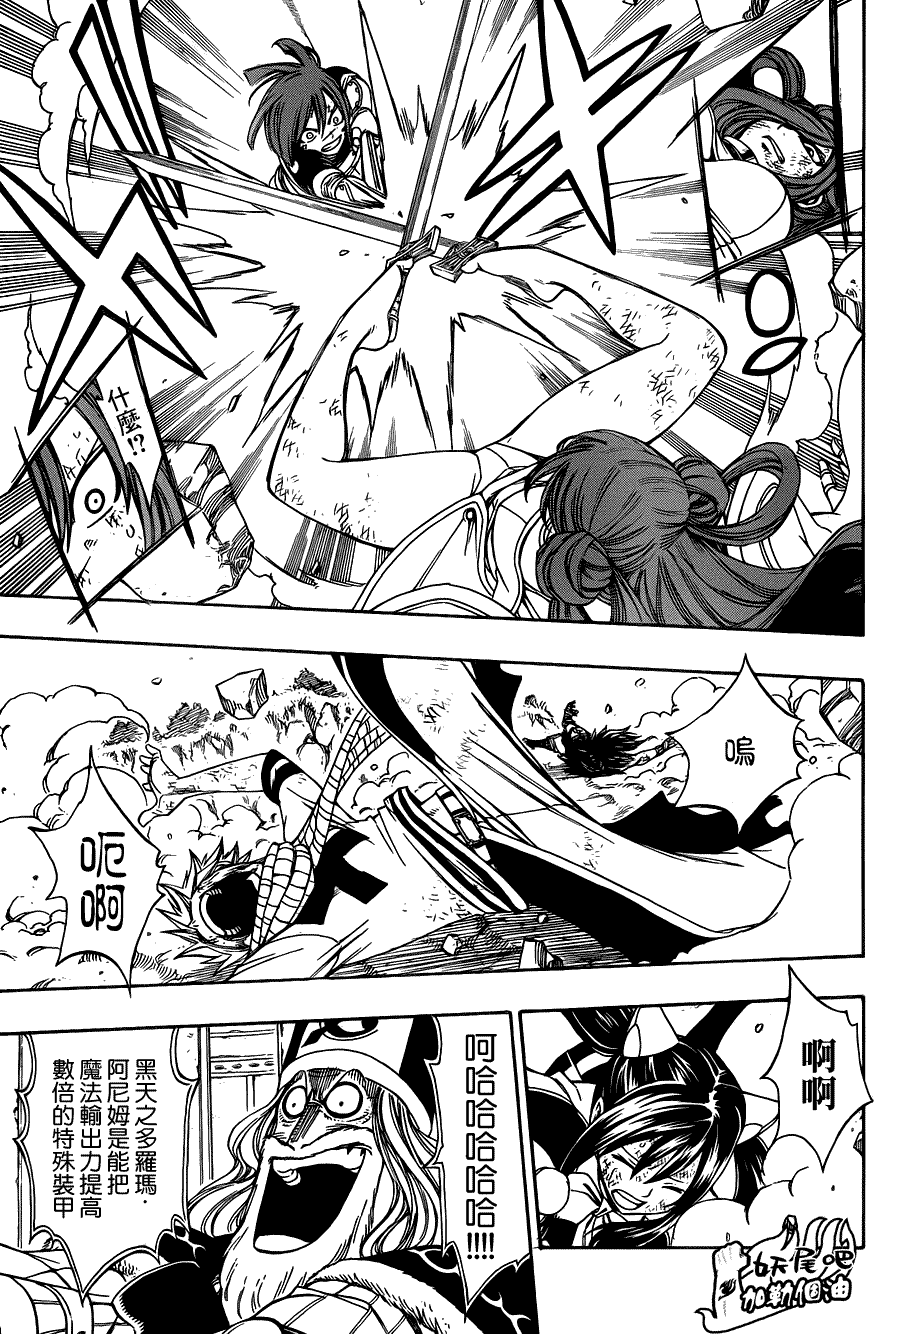 什麼!?
嗚
呃啊
啊啊
阿哈哈哈哈哈!!!!!
黑天之多羅瑪．
阿尼姆是能把
魔法輸出力提高
數倍的特殊裝甲
妖尾吧
加勒個油